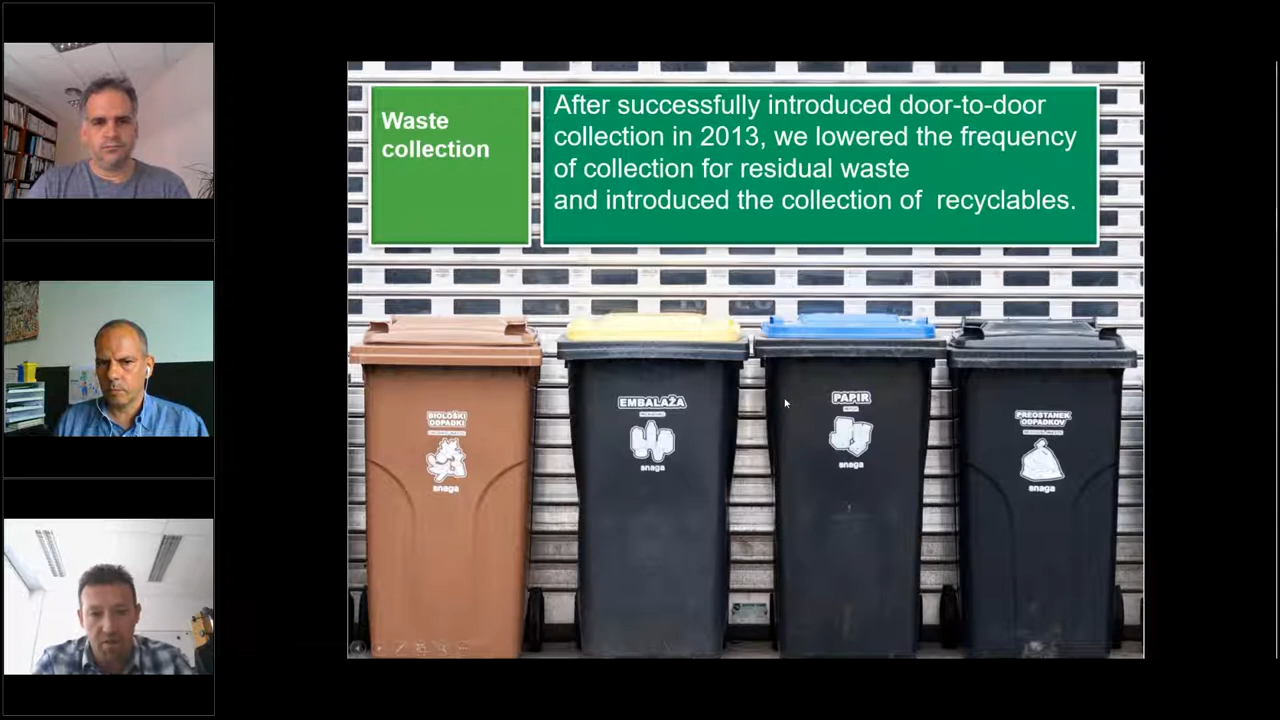 Waste
collection
After successfully introduced door-to-door
collection in 2013, we lowered the frequency
of collection for residual waste
and introduced the collection of  recyclables.
BIOLOŠKI
ODPADKI
snaga
EMBALAŽA
snaga
PAPIR
snaga
PREOSTANEK
ODPADKOV
snaga